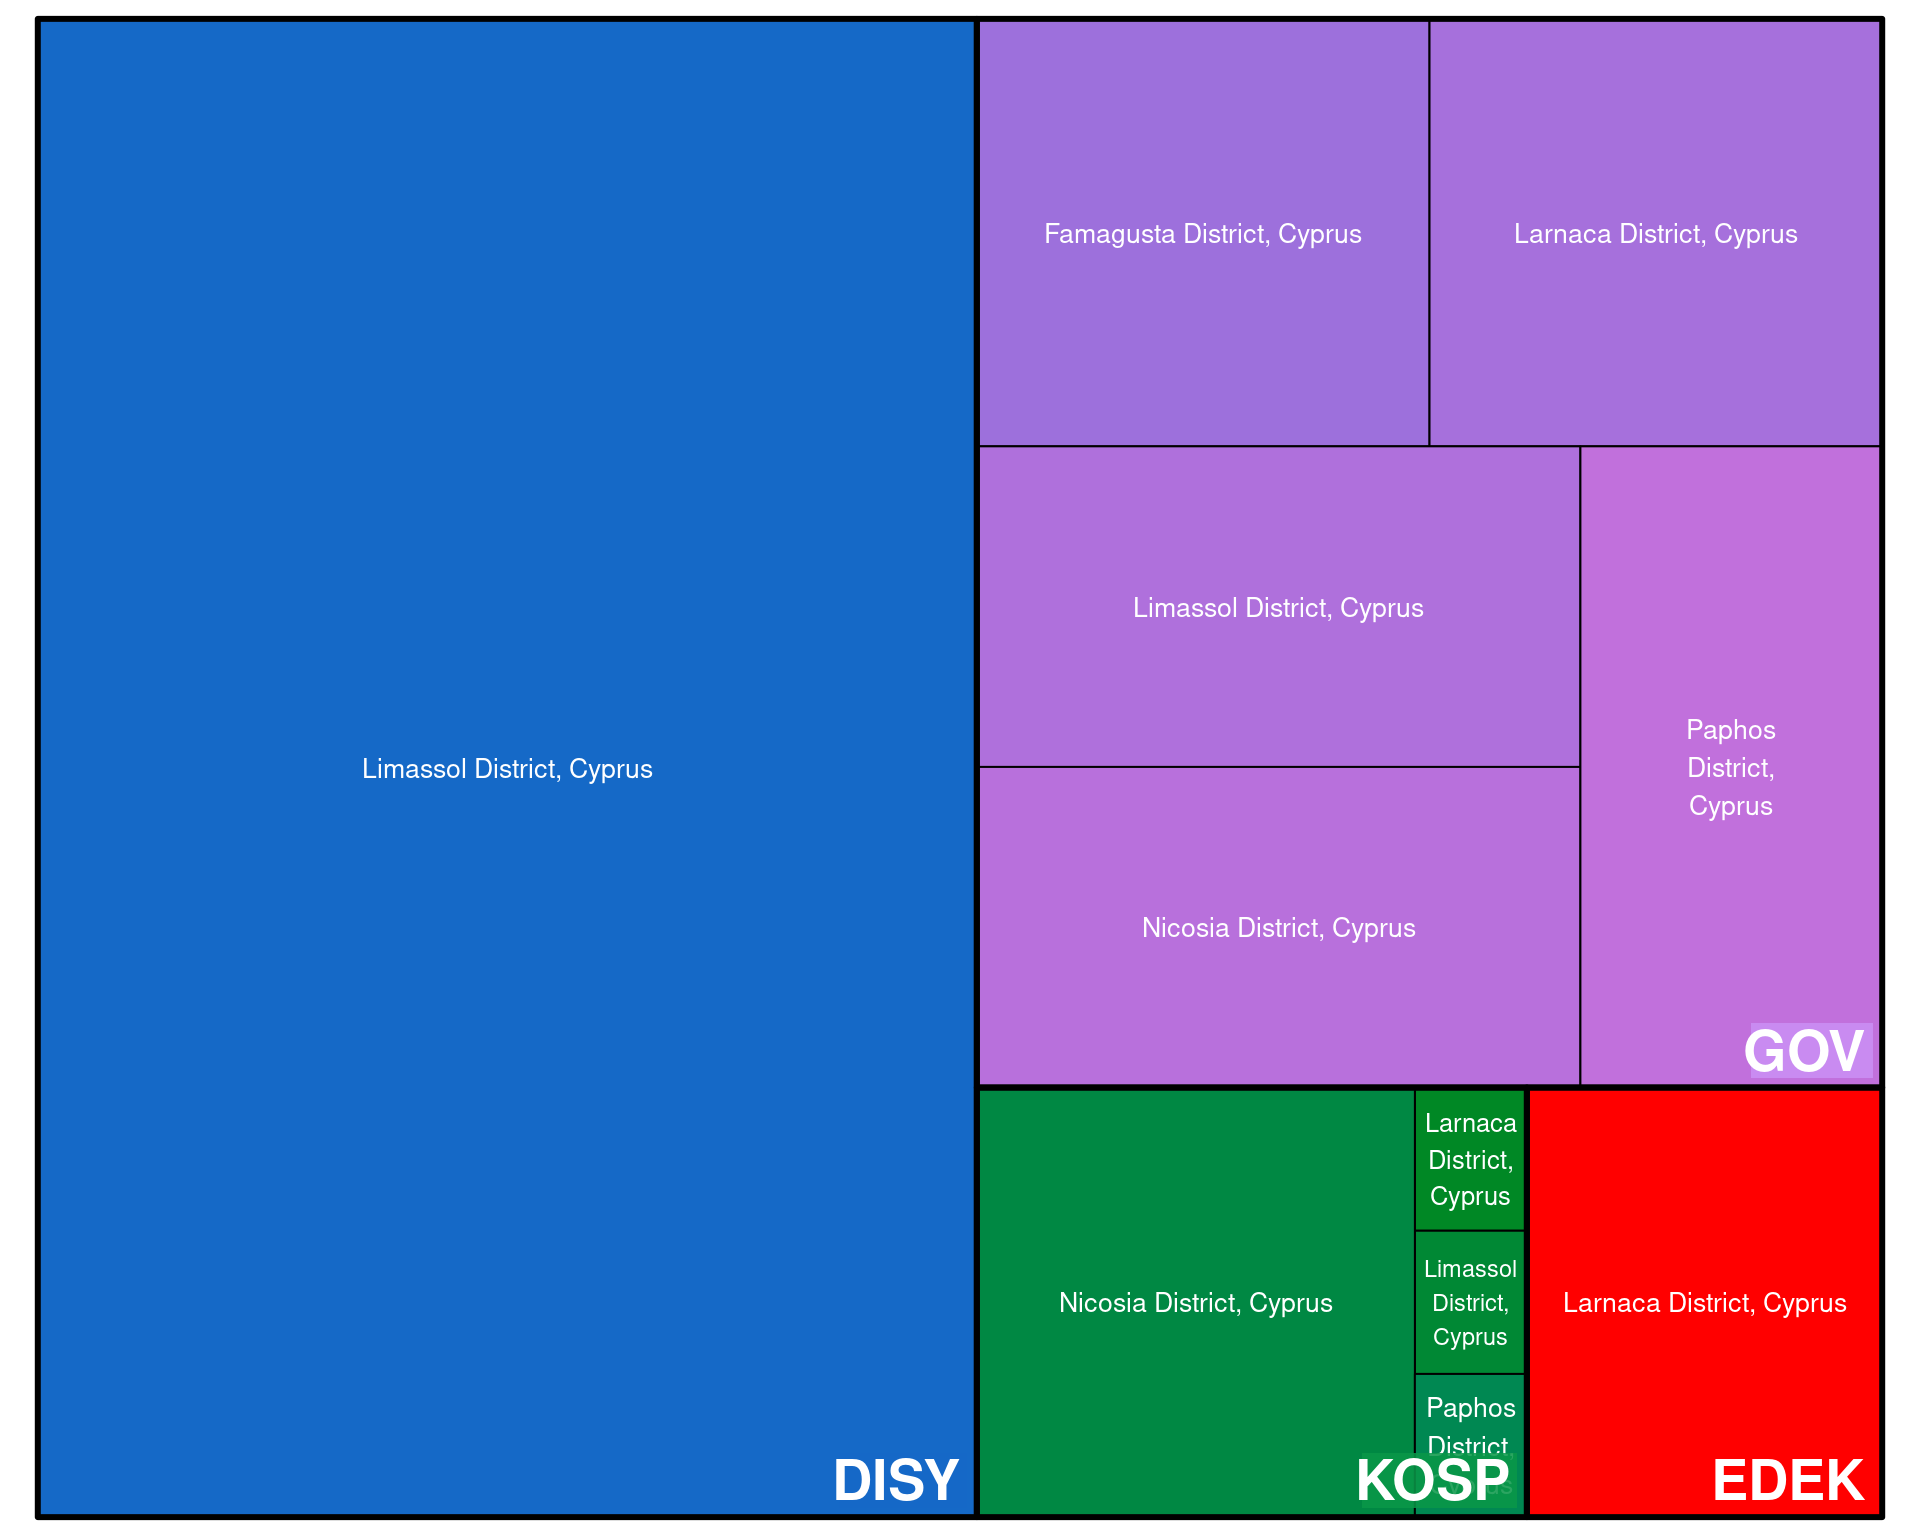 Limassol District, Cyprus
DISY
Famagusta District, Cyprus
Larnaca District, Cyprus
Limassol District, Cyprus
Nicosia District, Cyprus
Paphos
District,
Cyprus
GOV
Nicosia District, Cyprus
Larnaca
District,
Cyprus
Limassol
District,
Cyprus
Paphos
District,
KOSP
Larnaca District, Cyprus
EDEK